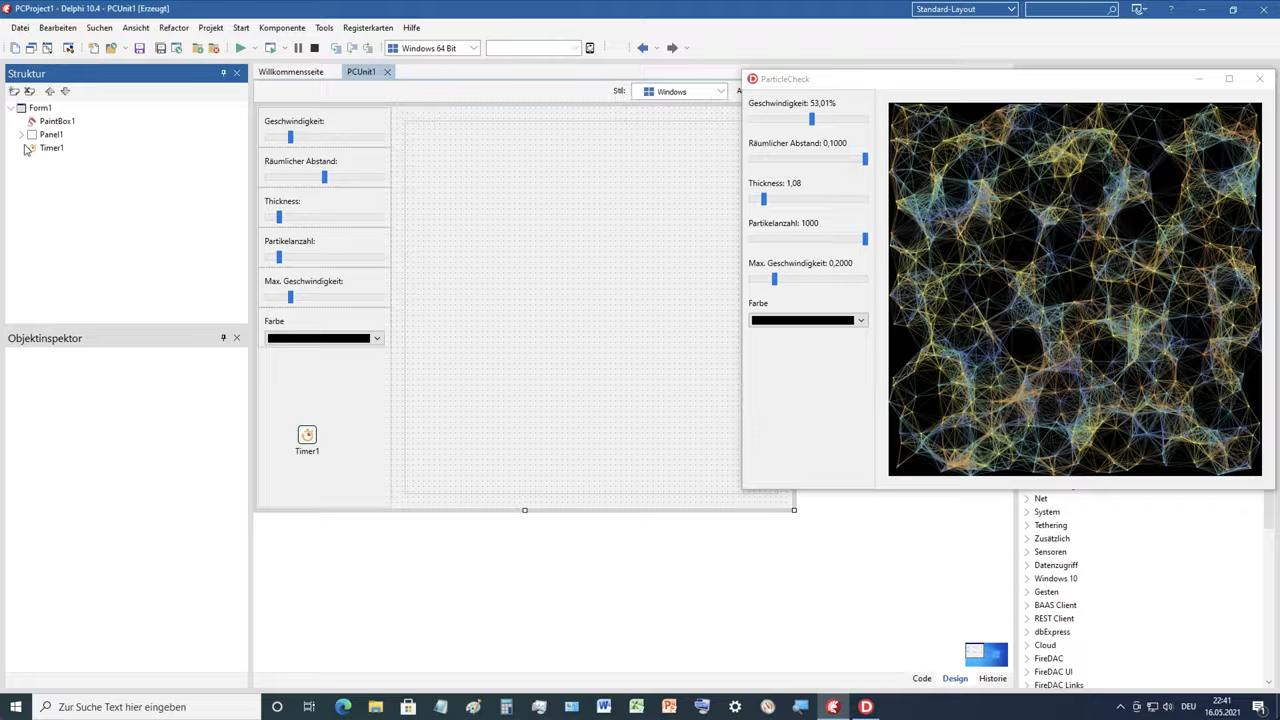 PCProject1 - Delphi 10.4 - PCUnit1 [Erzeugt]
Standard-Layout
Datei Bearbeiten Suchen Ansicht Refactor Projekt Start Komponente Tools Registerkarten Hilfe
Windows 64 Bit
Struktur
Willkommensseite
PCUnit1
Stil:
Windows
A
Form1
PaintBox1
Panel1
Timer1
Objektinspektor
Geschwindigkeit:
Räumlicher Abstand:
Thickness:
Partikelanzahl:
Max. Geschwindigkeit:
Farbe
Timer1
ParticleCheck
Geschwindigkeit: 53,01%
Räumlicher Abstand: 0,1000
Thickness: 1,08
Partikelanzahl: 1000
Max. Geschwindigkeit: 0,2000
Farbe
Net
System
Tethering
Zusätzlich
Sensoren
Datenzugriff
Windows 10
Gesten
BAAS Client
REST Client
dbExpress
Cloud
FireDAC
FireDAC UI
FireDAC Links
Code Design Historie
Zur Suche Text hier eingeben
DEU
22:41
16.05.2021